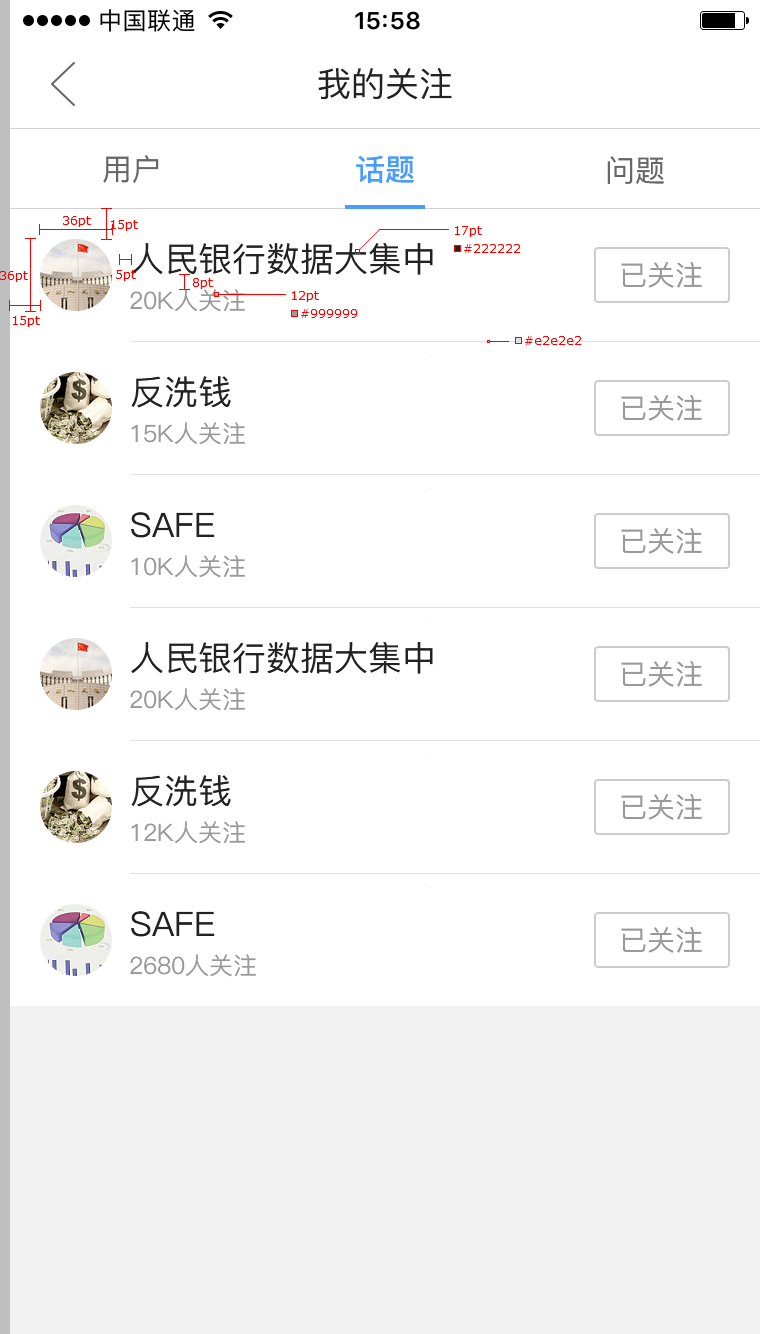 中国联通 15:58
我的关注
用户 话题 问题
36pt 15pt 17pt
#222222
人民银行数据大集中 已关注
36pt 5pt 8pt
20K人关注 12pt
#999999
15pt
#e2e2e2
反洗钱 已关注
15K人关注
SAFE 已关注
10K人关注
人民银行数据大集中 已关注
20K人关注
反洗钱 已关注
12K人关注
SAFE 已关注
2680人关注